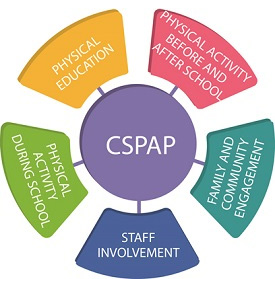 PHYSICAL
EDUCATION
PHYSICAL ACTIVITY
BEFORE AND
AFTER SCHOOL
CSPAP
PHYSICAL
ACTIVITY
DURING SCHOOL
FAMILY AND
COMMUNITY
ENGAGEMENT
STAFF
INVOLVEMENT